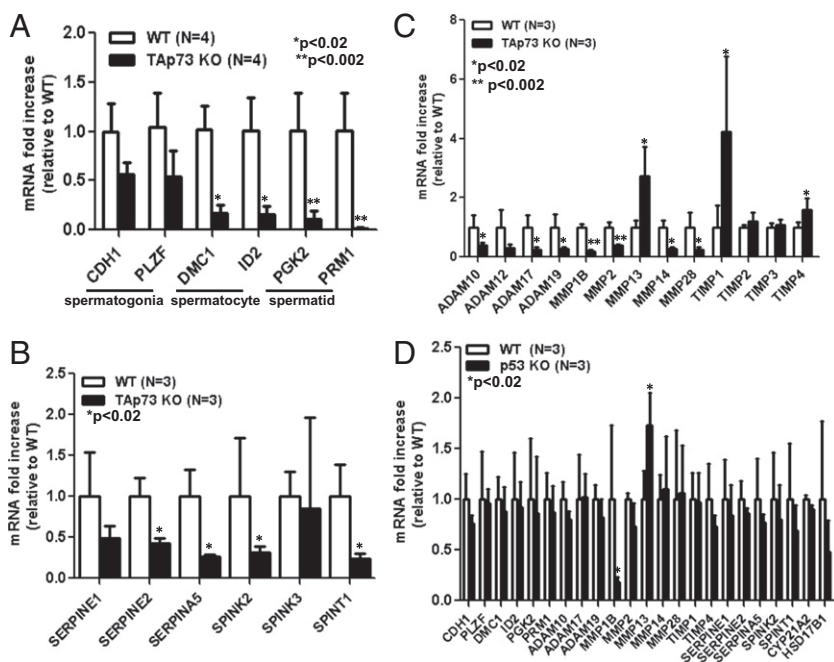 A
mRNA fold increase
(relative to WT)
2.0
1.5
1.0
0.5
0.0
WT (N=4)
TAp73 KO (N=4)
*p<0.02
**p<0.002
*
*
**
**
CDH1
PLZF
DMC1
ID2
PGK2
PRM1
spermatogonia
spermatocyte
spermatid
B
mRNA fold increase
(relative to WT)
2.5
2.0
1.5
1.0
0.5
0.0
WT (N=3)
TAp73 KO (N=3)
*p<0.02
*
*
*
*
SERPINE1
SERPINE2
SERPINA5
SPINK2
SPINK3
SPINT1
C
mRNA fold increase
(relative to WT)
8
6
4
2
0
WT (N=3)
TAp73 KO (N=3)
*p<0.02
** p<0.002
*
*
*
**
**
*
*
*
*
*
ADAM10
ADAM12
ADAM17
ADAM19
MMP1B
MMP2
MMP13
MMP14
MMP28
TIMP1
TIMP2
TIMP3
TIMP4
D
mRNA fold increase
(relative to WT)
2.5
2.0
1.5
1.0
0.5
0.0
WT (N=3)
p53 KO (N=3)
*p<0.02
*
*
CDH1
PLZF
DMC1
ID2
PGK2
PRM1
ADAM10
ADAM17
ADAM19
MMP1B
MMP2
MMP13
MMP14
MMP28
TIMP1
TIMP4
SERPINE1
SERPINE2
SERPINA5
SPINK2
SPINT1
CYP21A2
HSD17B1